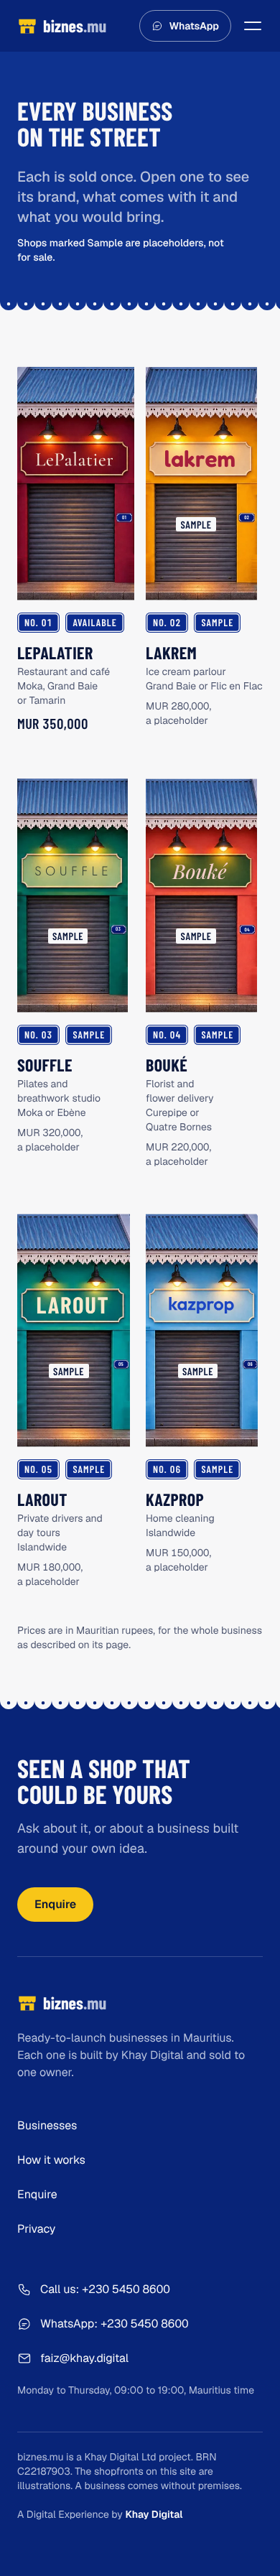 biznes.mu
WhatsApp
EVERY BUSINESS
ON THE STREET
Each is sold once. Open one to see
its brand, what comes with it and
what you would bring.
Shops marked Sample are placeholders, not
for sale.
LePalatier
01
lakrem
02
SAMPLE
NO. 01
AVAILABLE
LEPALATIER
Restaurant and café
Moka, Grand Baie
or Tamarin
MUR 350,000
NO. 02
SAMPLE
LAKREM
Ice cream parlour
Grand Baie or Flic en Flac
MUR 280,000,
a placeholder
SOUFFLE
03
SAMPLE
Bouké
04
SAMPLE
NO. 03
SAMPLE
SOUFFLE
Pilates and
breathwork studio
Moka or Ebène
MUR 320,000,
a placeholder
NO. 04
SAMPLE
BOUKÉ
Florist and
flower delivery
Curepipe or
Quatre Bornes
MUR 220,000,
a placeholder
LAROUT
05
SAMPLE
kazprop
06
SAMPLE
NO. 05
SAMPLE
LAROUT
Private drivers and
day tours
Islandwide
MUR 180,000,
a placeholder
NO. 06
SAMPLE
KAZPROP
Home cleaning
Islandwide
MUR 150,000,
a placeholder
Prices are in Mauritian rupees, for the whole business
as described on its page.
SEEN A SHOP THAT
COULD BE YOURS
Ask about it, or about a business built
around your own idea.
Enquire
biznes.mu
Ready-to-launch businesses in Mauritius.
Each one is built by Khay Digital and sold to
one owner.
Businesses
How it works
Enquire
Privacy
Call us: +230 5450 8600
WhatsApp: +230 5450 8600
faiz@khay.digital
Monday to Thursday, 09:00 to 19:00, Mauritius time
biznes.mu is a Khay Digital Ltd project. BRN
C22187903. The shopfronts on this site are
illustrations. A business comes without premises.
A Digital Experience by Khay Digital